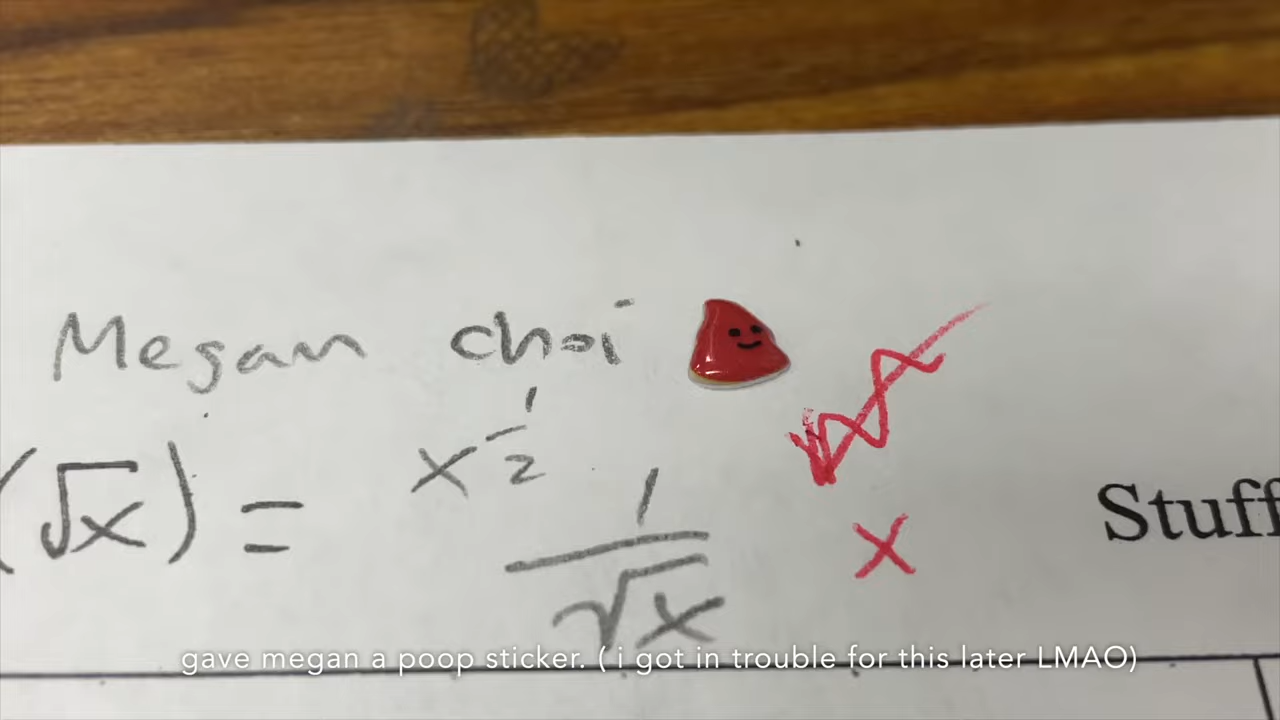 Megan choi
x 1/2
(√x) = 1/√x
x
Stuff
gave megan a poop sticker. ( i got in trouble for this later LMAO)